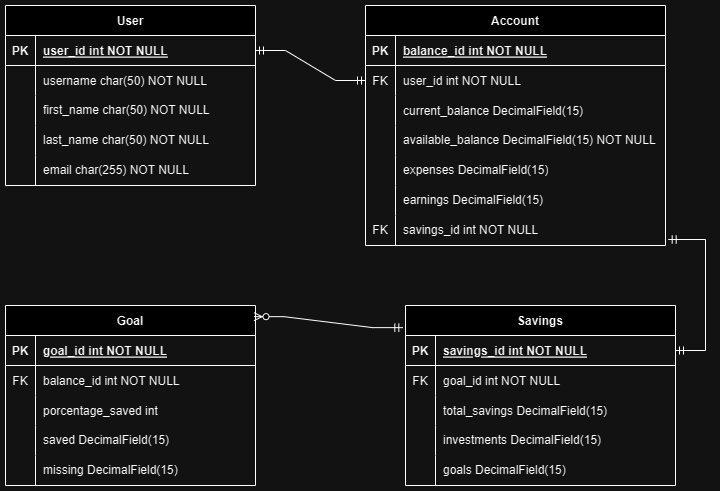 User
PK user_id int NOT NULL
username char(50) NOT NULL
first_name char(50) NOT NULL
last_name char(50) NOT NULL
email char(255) NOT NULL
Account
PK balance_id int NOT NULL
FK user_id int NOT NULL
current_balance DecimalField(15)
available_balance DecimalField(15) NOT NULL
expenses DecimalField(15)
earnings DecimalField(15)
FK savings_id int NOT NULL
Goal
PK goal_id int NOT NULL
FK balance_id int NOT NULL
porcentage_saved int
saved DecimalField(15)
missing DecimalField(15)
Savings
PK savings_id int NOT NULL
FK goal_id int NOT NULL
total_savings DecimalField(15)
investments DecimalField(15)
goals DecimalField(15)